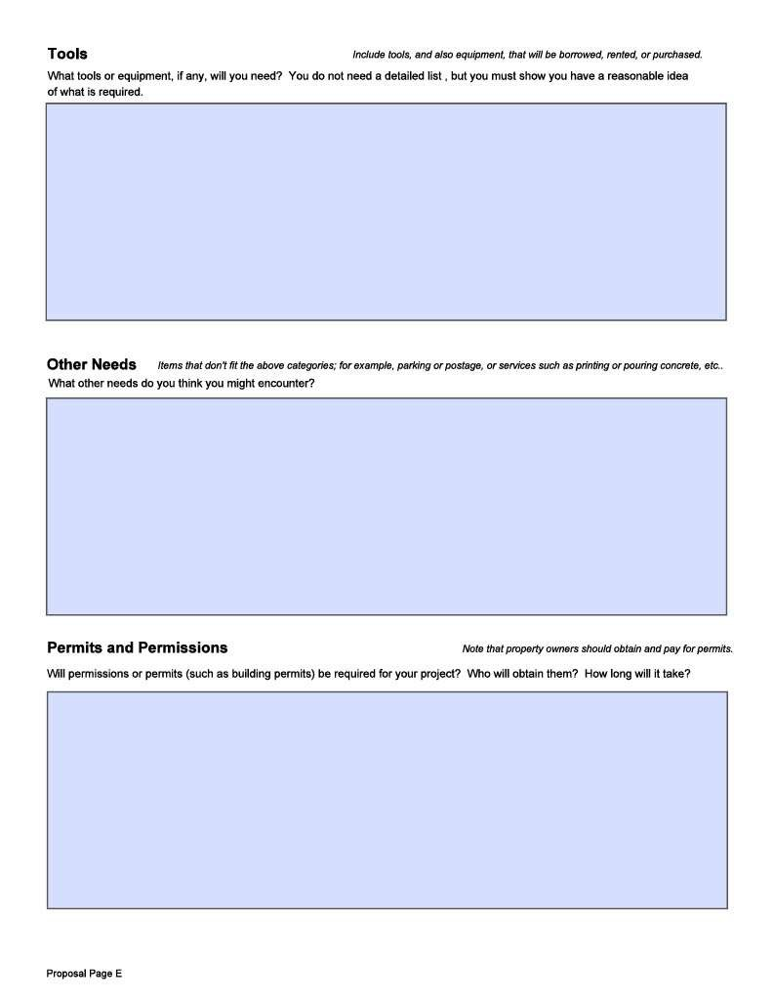 Tools Include tools, and also equipment, that will be borrowed, rented, or purchased.
What tools or equipment, if any, will you need?  You do not need a detailed list , but you must show you have a reasonable idea
of what is required.
Other Needs Items that don't fit the above categories; for example, parking or postage, or services such as printing or pouring concrete, etc..
What other needs do you think you might encounter?
Permits and Permissions Note that property owners should obtain and pay for permits.
Will permissions or permits (such as building permits) be required for your project?  Who will obtain them?  How long will it take?
Proposal Page E